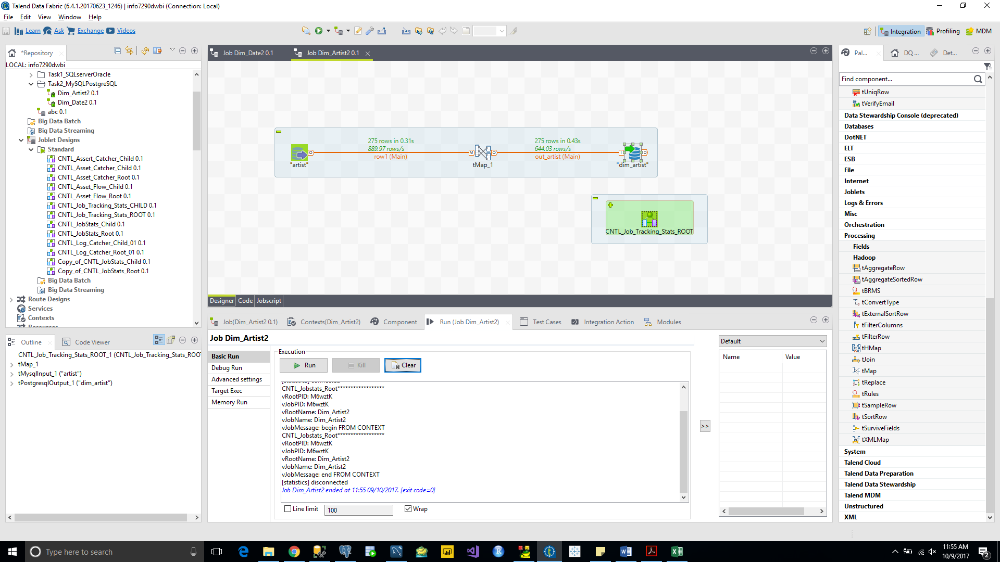 Talend Data Fabric (6.4.1.20170623_1246) | info7290dwbi (Connection: Local)
File Edit View Window Help
Learn Ask Exchange Videos
Integration Profiling MDM
*Repository
LOCAL: info7290dwbi
Task1_SQLserverOracle
Task2_MySQLPostgreSQL
Dim_Artist2 0.1
Dim_Date2 0.1
abc 0.1
Big Data Batch
Big Data Streaming
Joblet Designs
Standard
CNTL_Assert_Catcher_Child 0.1
CNTL_Asset_Catcher_Child 0.1
CNTL_Asset_Catcher_Root 0.1
CNTL_Asset_Flow_Child 0.1
CNTL_Asset_Flow_Root 0.1
CNTL_Job_Tracking_Stats_CHILD 0.1
CNTL_Job_Tracking_Stats_ROOT 0.1
CNTL_JobStats_Child 0.1
CNTL_JobStats_Root 0.1
CNTL_Log_Catcher_Child_01 0.1
CNTL_Log_Catcher_Root_01 0.1
Copy_of_CNTL_JobStats_Child 0.1
Copy_of_CNTL_JobStats_Root 0.1
Big Data Batch
Big Data Streaming
Route Designs
Services
Contexts
Resources
Outline Code Viewer
CNTL_Job_Tracking_Stats_ROOT_1 (CNTL_Job_Tracking_Stats_ROO
tMap_1
tMysqlInput_1 ("artist")
tPostgresqlOutput_1 ("dim_artist")
Job Dim_Date2 0.1 Job Dim_Artist2 0.1
275 rows in 0.31s
889.97 rows/s
row1 (Main)
275 rows in 0.43s
644.03 rows/s
out_artist (Main)
O M O I O
"artist" tMap_1 "dim_artist"
CNTL_Job_Tracking_Stats_ROOT
Designer Code Jobscript
Job(Dim_Artist2 0.1) Contexts(Dim_Artist2) Component Run (Job Dim_Artist2) Test Cases Integration Action Modules
Job Dim_Artist2
Basic Run
Debug Run
Advanced settings
Target Exec
Memory Run
Execution
Run Kill Clear
[statistics] connected
CNTL_Jobstats_Root******************
vRootPID: M6wztK
vJobPID: M6wztK
vRootName: Dim_Artist2
vJobName: Dim_Artist2
vJobMessage: begin FROM CONTEXT
CNTL_Jobstats_Root******************
vRootPID: M6wztK
vJobPID: M6wztK
vRootName: Dim_Artist2
vJobName: Dim_Artist2
vJobMessage: end FROM CONTEXT
[statistics] disconnected
Job Dim_Artist2 ended at 11:55 09/10/2017. [exit code=0]
Line limit 100 Wrap
>>
Default
Name Value
Pal... DQ ... Det...
Find component...
tUniqRow
tVerifyEmail
Data Stewardship Console (deprecated)
Databases
DotNET
ELT
ESB
File
Internet
Joblets
Logs & Errors
Misc
Orchestration
Processing
Fields
Hadoop
tAggregateRow
tAggregateSortedRow
tBRMS
tConvertType
tExternalSortRow
tFilterColumns
tFilterRow
tHMap
tJoin
tMap
tReplace
tRules
tSampleRow
tSortRow
tSurviveFields
tXMLMap
System
Talend Cloud
Talend Data Preparation
Talend Data Stewardship
Talend MDM
Unstructured
XML
Type here to search
11:55 AM
10/9/2017
2